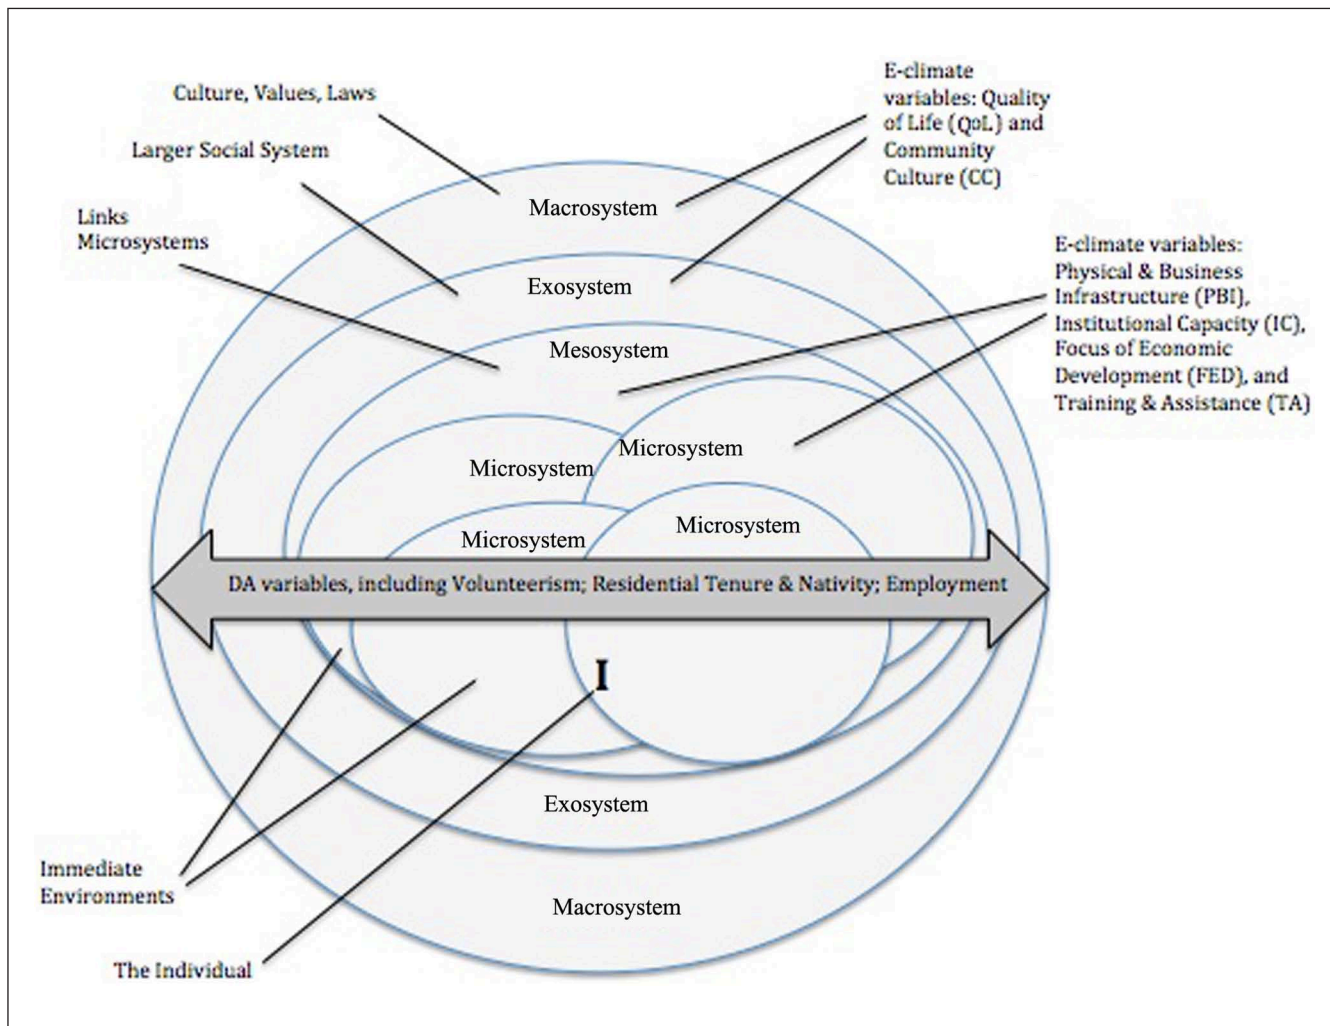 Culture, Values, Laws
Larger Social System
Links
Microsystems
E-climate
variables: Quality
of Life (QoL) and
Community
Culture (CC)
E-climate variables:
Physical & Business
Infrastructure (PBI),
Institutional Capacity (IC),
Focus of Economic
Development (FED), and
Training & Assistance (TA)
Macrosystem
Exosystem
Mesosystem
Microsystem
Microsystem
Microsystem
Microsystem
DA variables, including Volunteerism; Residential Tenure & Nativity; Employment
I
Exosystem
Macrosystem
Immediate
Environments
The Individual